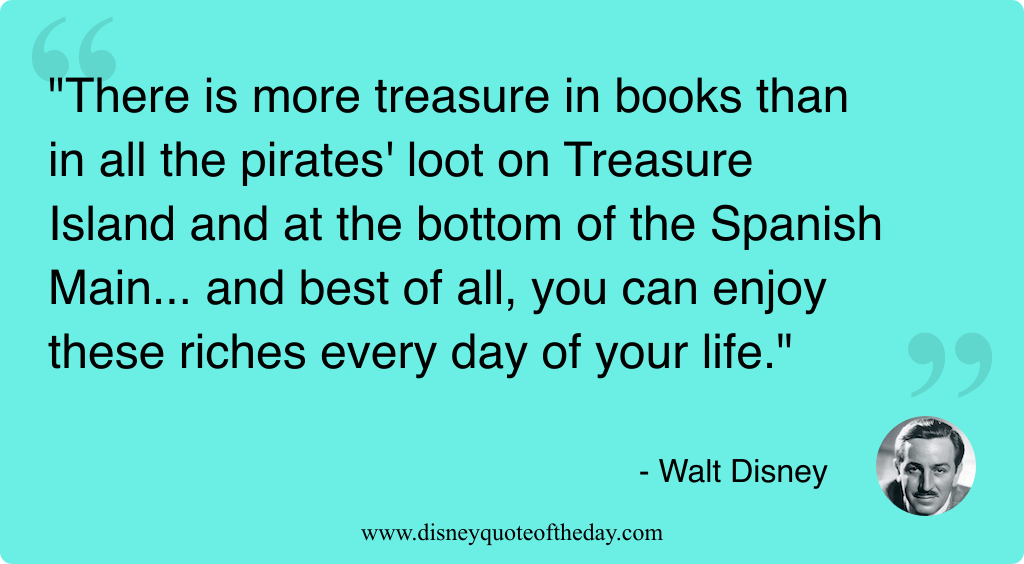 "There is more treasure in books than
in all the pirates' loot on Treasure
Island and at the bottom of the Spanish
Main... and best of all, you can enjoy
these riches every day of your life."
- Walt Disney
www.disneyquoteoftheday.com